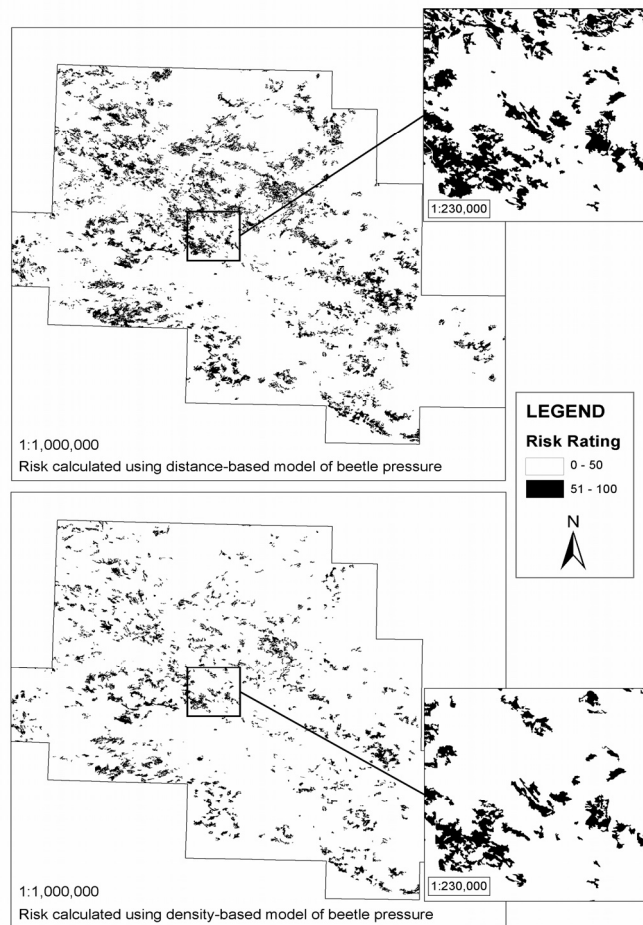 1:230,000
1:1,000,000
Risk calculated using distance-based model of beetle pressure
LEGEND
Risk Rating
0 - 50
51 - 100
N
1:230,000
1:1,000,000
Risk calculated using density-based model of beetle pressure